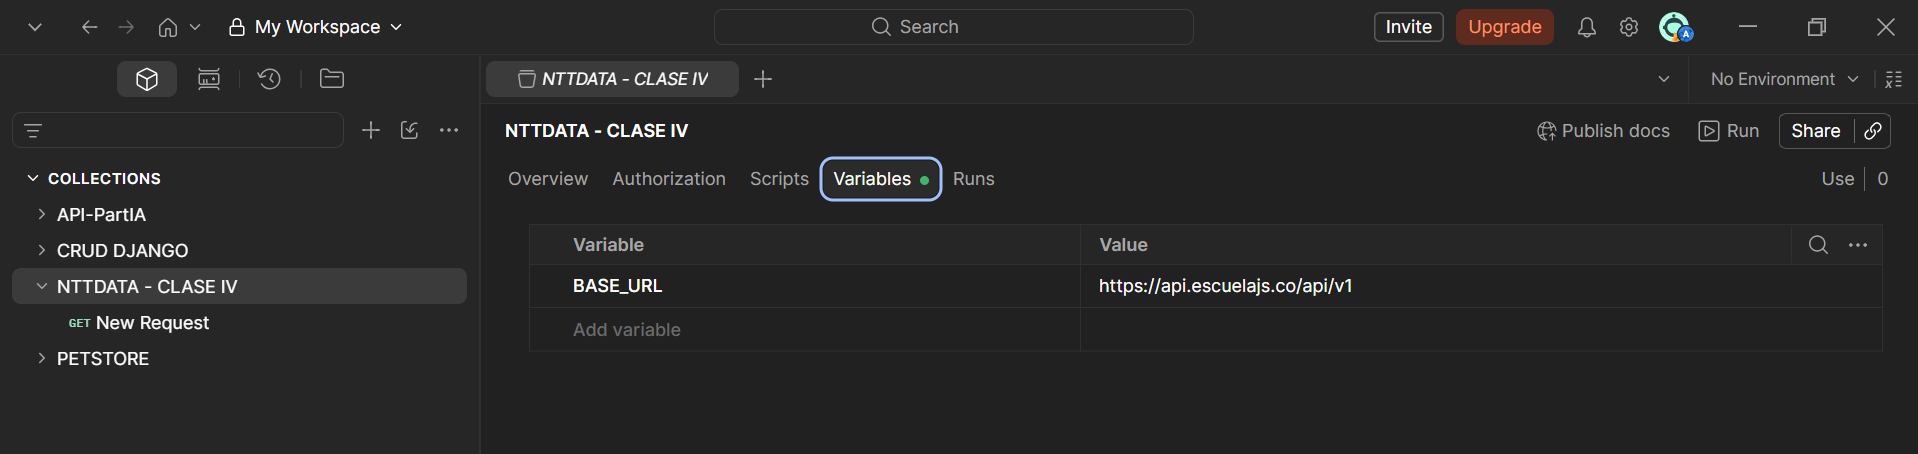 My Workspace
Search
Invite
Upgrade
A
NTTDATA - CLASE IV
No Environment
COLLECTIONS
API-PartIA
CRUD DJANGO
NTTDATA - CLASE IV
GET New Request
PETSTORE
NTTDATA - CLASE IV
Publish docs
Run
Share
Overview
Authorization
Scripts
Variables
Runs
Use
0
Variable
Value
BASE_URL
https://api.escuelajs.co/api/v1
Add variable